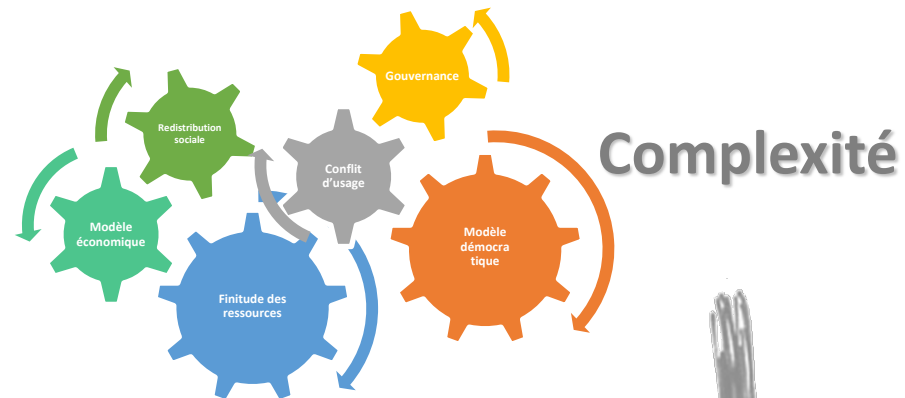 Gouvernance
Redistribution
sociale
Conflit
d'usage
Complexité
Modèle
économique
Modèle
démocra
tique
Finitude des
ressources